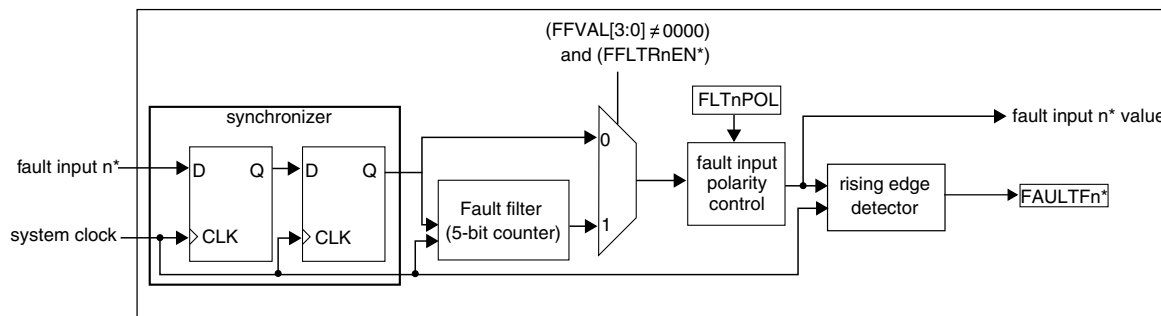 (FFVAL[3:0] ≠ 0000)
and (FFLTRnEN*)
FLTnPOL
synchronizer
fault input n* value
0
fault input n*
D Q D Q
fault input
polarity
control
rising edge
detector
FAULTFn*
Fault filter
(5-bit counter)
1
system clock
CLK CLK